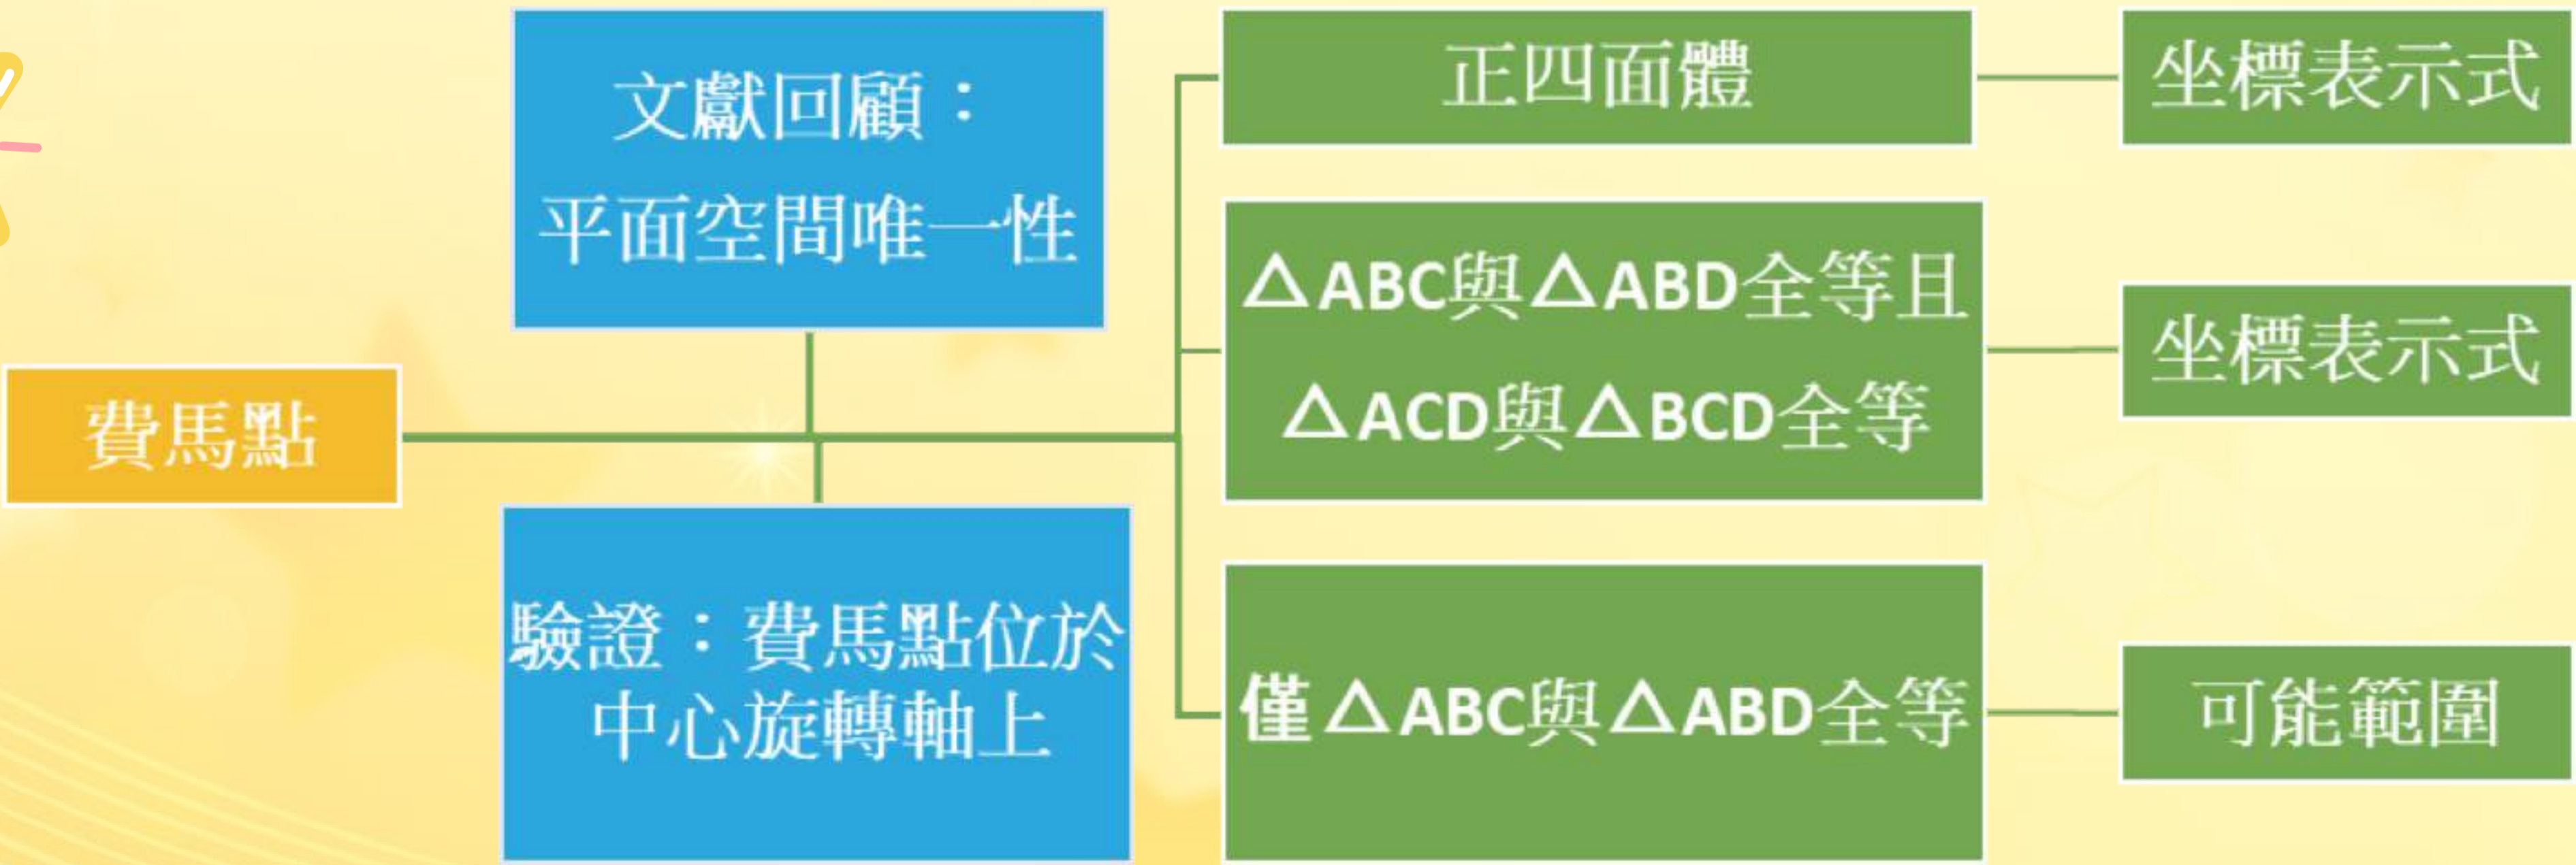 費馬點
文獻回顧：
平面空間唯一性
驗證：費馬點位於
中心旋轉軸上
正四面體
坐標表示式
△ABC與△ABD全等且
△ACD與△BCD全等
坐標表示式
僅△ABC與△ABD全等
可能範圍